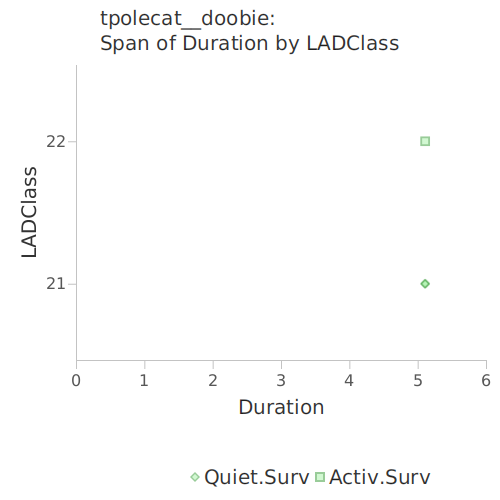 tpolecat__doobie:
Span of Duration by LADClass
22
21
LADClass
0 1 2 3 4 5 6
Duration
Quiet.Surv Activ.Surv